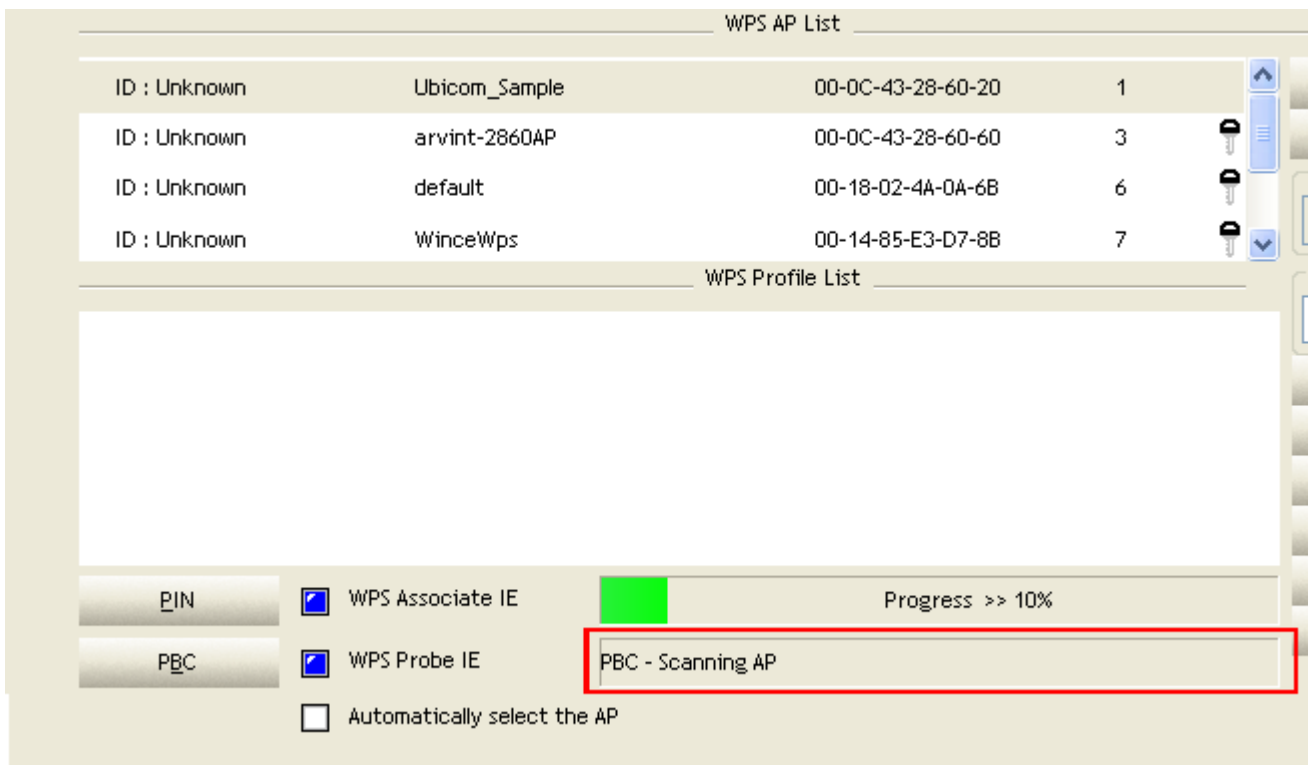 WPS AP List
ID : Unknown Ubicom_Sample 00-0C-43-28-60-20 1
ID : Unknown arvint-2860AP 00-0C-43-28-60-60 3
ID : Unknown default 00-18-02-4A-0A-6B 6
ID : Unknown WinceWps 00-14-85-E3-D7-8B 7
WPS Profile List
PIN WPS Associate IE Progress >> 10%
PBC WPS Probe IE PBC - Scanning AP
Automatically select the AP